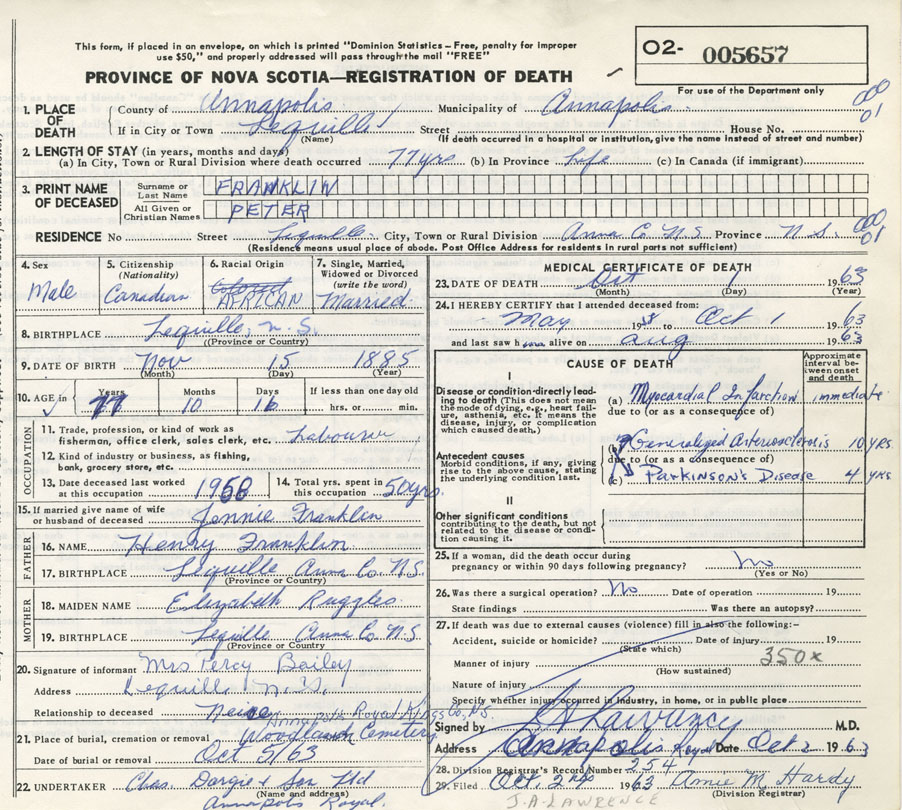 This form, if placed in an envelope, on which is printed "Dominion Statistics – Free, penalty for improper
use $50," and properly addressed will pass through the mail "FREE"
O2- 005657
For use of the Department only
PROVINCE OF NOVA SCOTIA—REGISTRATION OF DEATH
1. PLACE OF DEATH County of Annapolis Municipality of Annapolis 000 01
If in City or Town Lequille Street House No.
(Name) (If death occurred in a hospital or institution, give the name instead of street and number)
2. LENGTH OF STAY (in years, months and days)
(a) In City, Town or Rural Division where death occurred 77 yrs (b) In Province Life (c) In Canada (if immigrant)
3. PRINT NAME OF DECEASED Surname or Last Name FRANKLIN
All Given or Christian Names PETER
RESIDENCE No Street Lequille City, Town or Rural Division Anna Co N.S. Province N.S. 000 01
(Residence means usual place of abode. Post Office Address for residents in rural parts not sufficient)
4. Sex Male
5. Citizenship (Nationality) Canadian
6. Racial Origin Colored AFRICAN
7. Single, Married, Widowed or Divorced (write the word) Married
8. BIRTHPLACE Lequille, N.S.
(Province or Country)
9. DATE OF BIRTH Nov 15 1885
(Month) (Day) (Year)
10. AGE in Years 77 Months 10 Days 16 If less than one day old hrs. or min.
OCCUPATION
11. Trade, profession, or kind of work as fisherman, office clerk, sales clerk, etc. Labourer
12. Kind of industry or business, as fishing, bank, grocery store, etc.
13. Date deceased last worked at this occupation 1958
14. Total yrs. spent in this occupation 50 yrs.
15. If married give name of wife or husband of deceased Jennie Franklin
FATHER
16. NAME Henry Franklin
17. BIRTHPLACE Lequille Anna Co. N.S.
(Province or Country)
MOTHER
18. MAIDEN NAME Elizabeth Ruggles
19. BIRTHPLACE Lequille Anna Co N.S.
(Province or Country)
20. Signature of informant Mrs Percy Bailey
Address Lequille N.S.
Relationship to deceased Neice
21. Place of burial, cremation or removal Annapolis Royal Woodlawn Cemetery
Date of burial or removal Oct 5/63
22. UNDERTAKER Chas. Dargie & Son Ltd
(Name and address)
Annapolis Royal.
MEDICAL CERTIFICATE OF DEATH
23. DATE OF DEATH Oct 1 1963
(Month) (Day) (Year)
24. I HEREBY CERTIFY that I attended deceased from:
May 19 to Oct 1 1963
and last saw him alive on Aug 1963
CAUSE OF DEATH
Approximate interval between onset and death
I
Disease or condition directly leading to death (This does not mean the mode of dying, e.g., heart failure, asthenia, etc. It means the disease, injury, or complication which caused death.)
(a) Myocardial Infarction immediate
due to (or as a consequence of)
Antecedent causes
Morbid conditions, if any, giving rise to the above cause, stating the underlying condition last.
(b) Generalized Arteriosclerosis 10 yrs
due to (or as a consequence of)
(c) Parkinson's Disease 4 yrs
II
Other significant conditions
contributing to the death, but not related to the disease or condition causing it.
25. If a woman, did the death occur during pregnancy or within 90 days following pregnancy? No
(Yes or No)
26. Was there a surgical operation? No Date of operation 19
State findings Was there an autopsy?
27. If death was due to external causes (violence) fill in also the following:-
Accident, suicide or homicide? Date of injury 19
(State which)
350x
Manner of injury
(How sustained)
Nature of injury
Specify whether injury occurred in industry, in home, or in public place
Signed by J A Lawrence M.D.
Address Annapolis Royal Date Oct 2 1963
28. Division Registrar's Record Number 254
29. Filed Oct. 2nd 1963 M. Hardy
(Division Registrar)
J.A. LAWRENCE